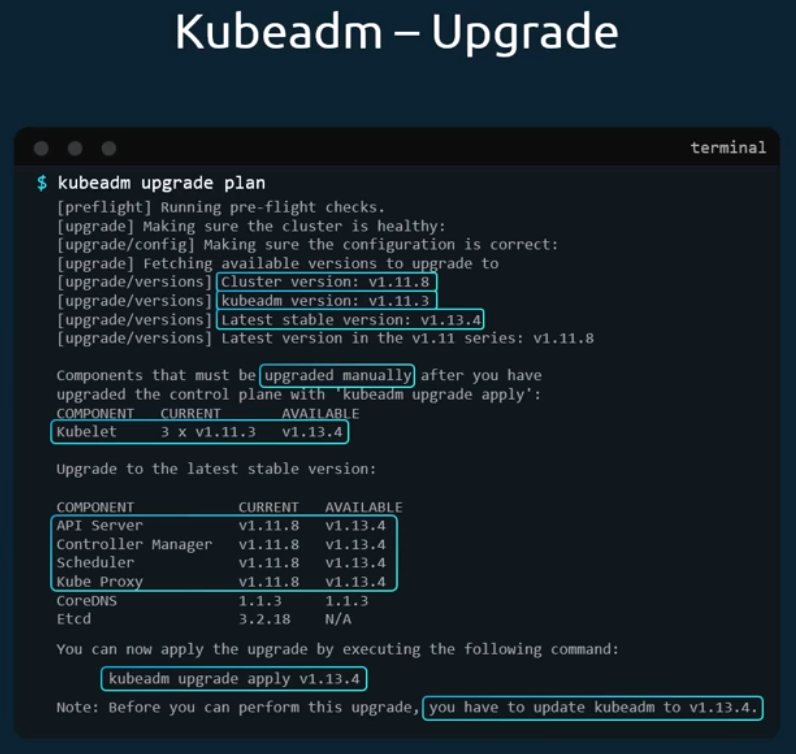 Kubeadm – Upgrade
terminal
$ kubeadm upgrade plan
[preflight] Running pre-flight checks.
[upgrade] Making sure the cluster is healthy:
[upgrade/config] Making sure the configuration is correct:
[upgrade] Fetching available versions to upgrade to
[upgrade/versions] Cluster version: v1.11.8
[upgrade/versions] kubeadm version: v1.11.3
[upgrade/versions] Latest stable version: v1.13.4
[upgrade/versions] Latest version in the v1.11 series: v1.11.8
Components that must be upgraded manually after you have
upgraded the control plane with 'kubeadm upgrade apply':
COMPONENT CURRENT AVAILABLE
Kubelet 3 x v1.11.3 v1.13.4
Upgrade to the latest stable version:
COMPONENT CURRENT AVAILABLE
API Server v1.11.8 v1.13.4
Controller Manager v1.11.8 v1.13.4
Scheduler v1.11.8 v1.13.4
Kube Proxy v1.11.8 v1.13.4
CoreDNS 1.1.3 1.1.3
Etcd 3.2.18 N/A
You can now apply the upgrade by executing the following command:
kubeadm upgrade apply v1.13.4
Note: Before you can perform this upgrade, you have to update kubeadm to v1.13.4.